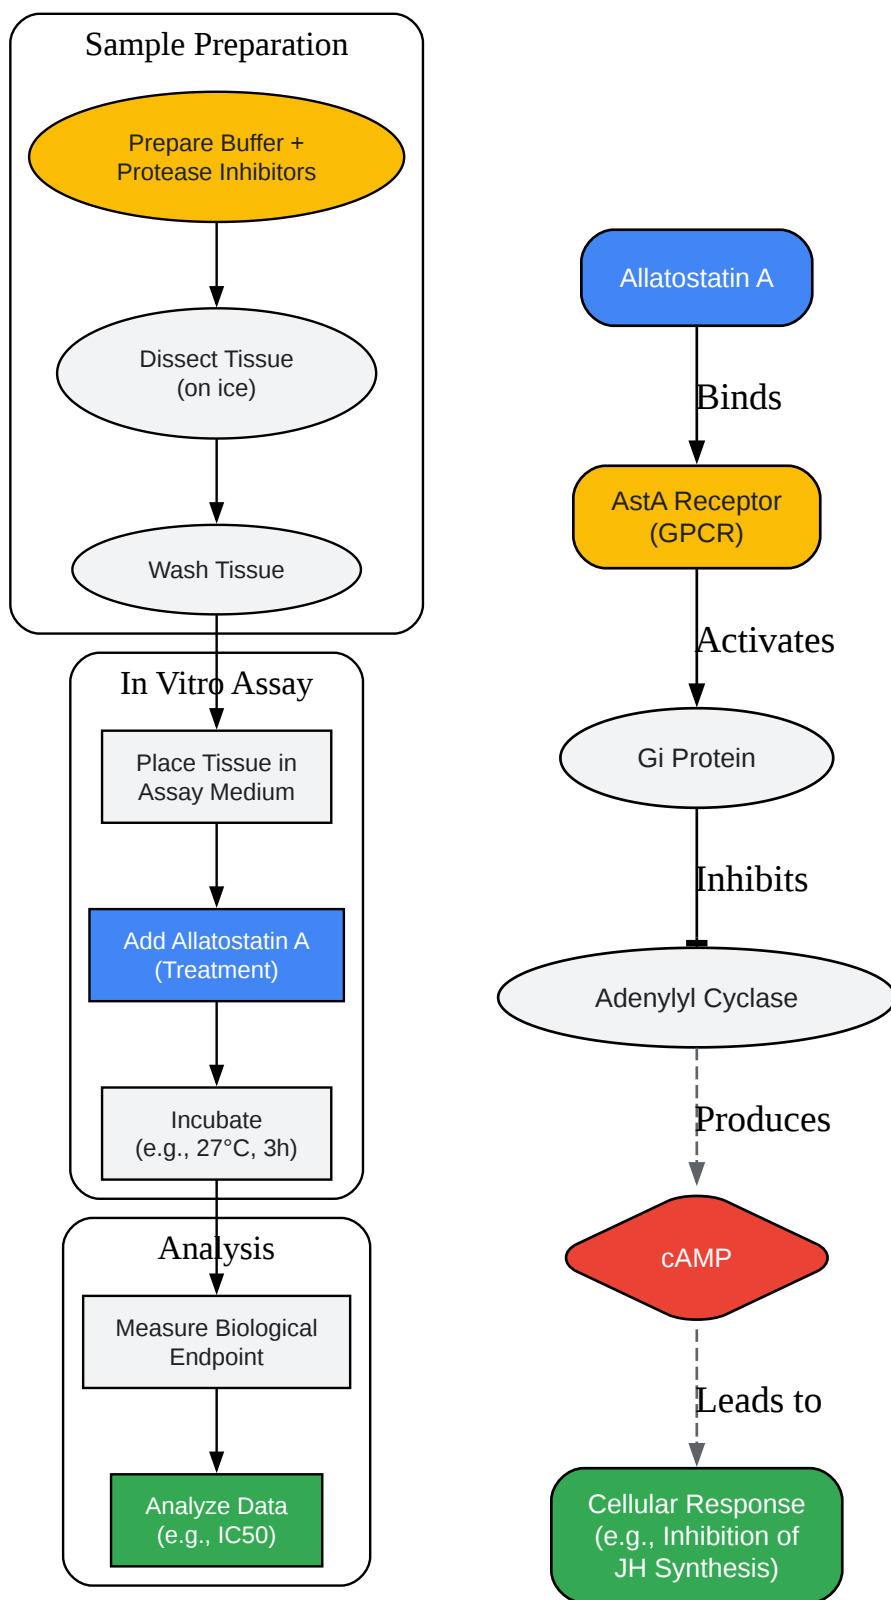 Sample Preparation
Prepare Buffer +
Protease Inhibitors
Dissect Tissue
(on ice)
Wash Tissue
In Vitro Assay
Place Tissue in
Assay Medium
Add Allatostatin A
(Treatment)
Incubate
(e.g., 27°C, 3h)
Analysis
Measure Biological
Endpoint
Analyze Data
(e.g., IC50)
Allatostatin A
Binds
AstA Receptor
(GPCR)
Activates
Gi Protein
Inhibits
Adenylyl Cyclase
Produces
cAMP
Leads to
Cellular Response
(e.g., Inhibition of
JH Synthesis)